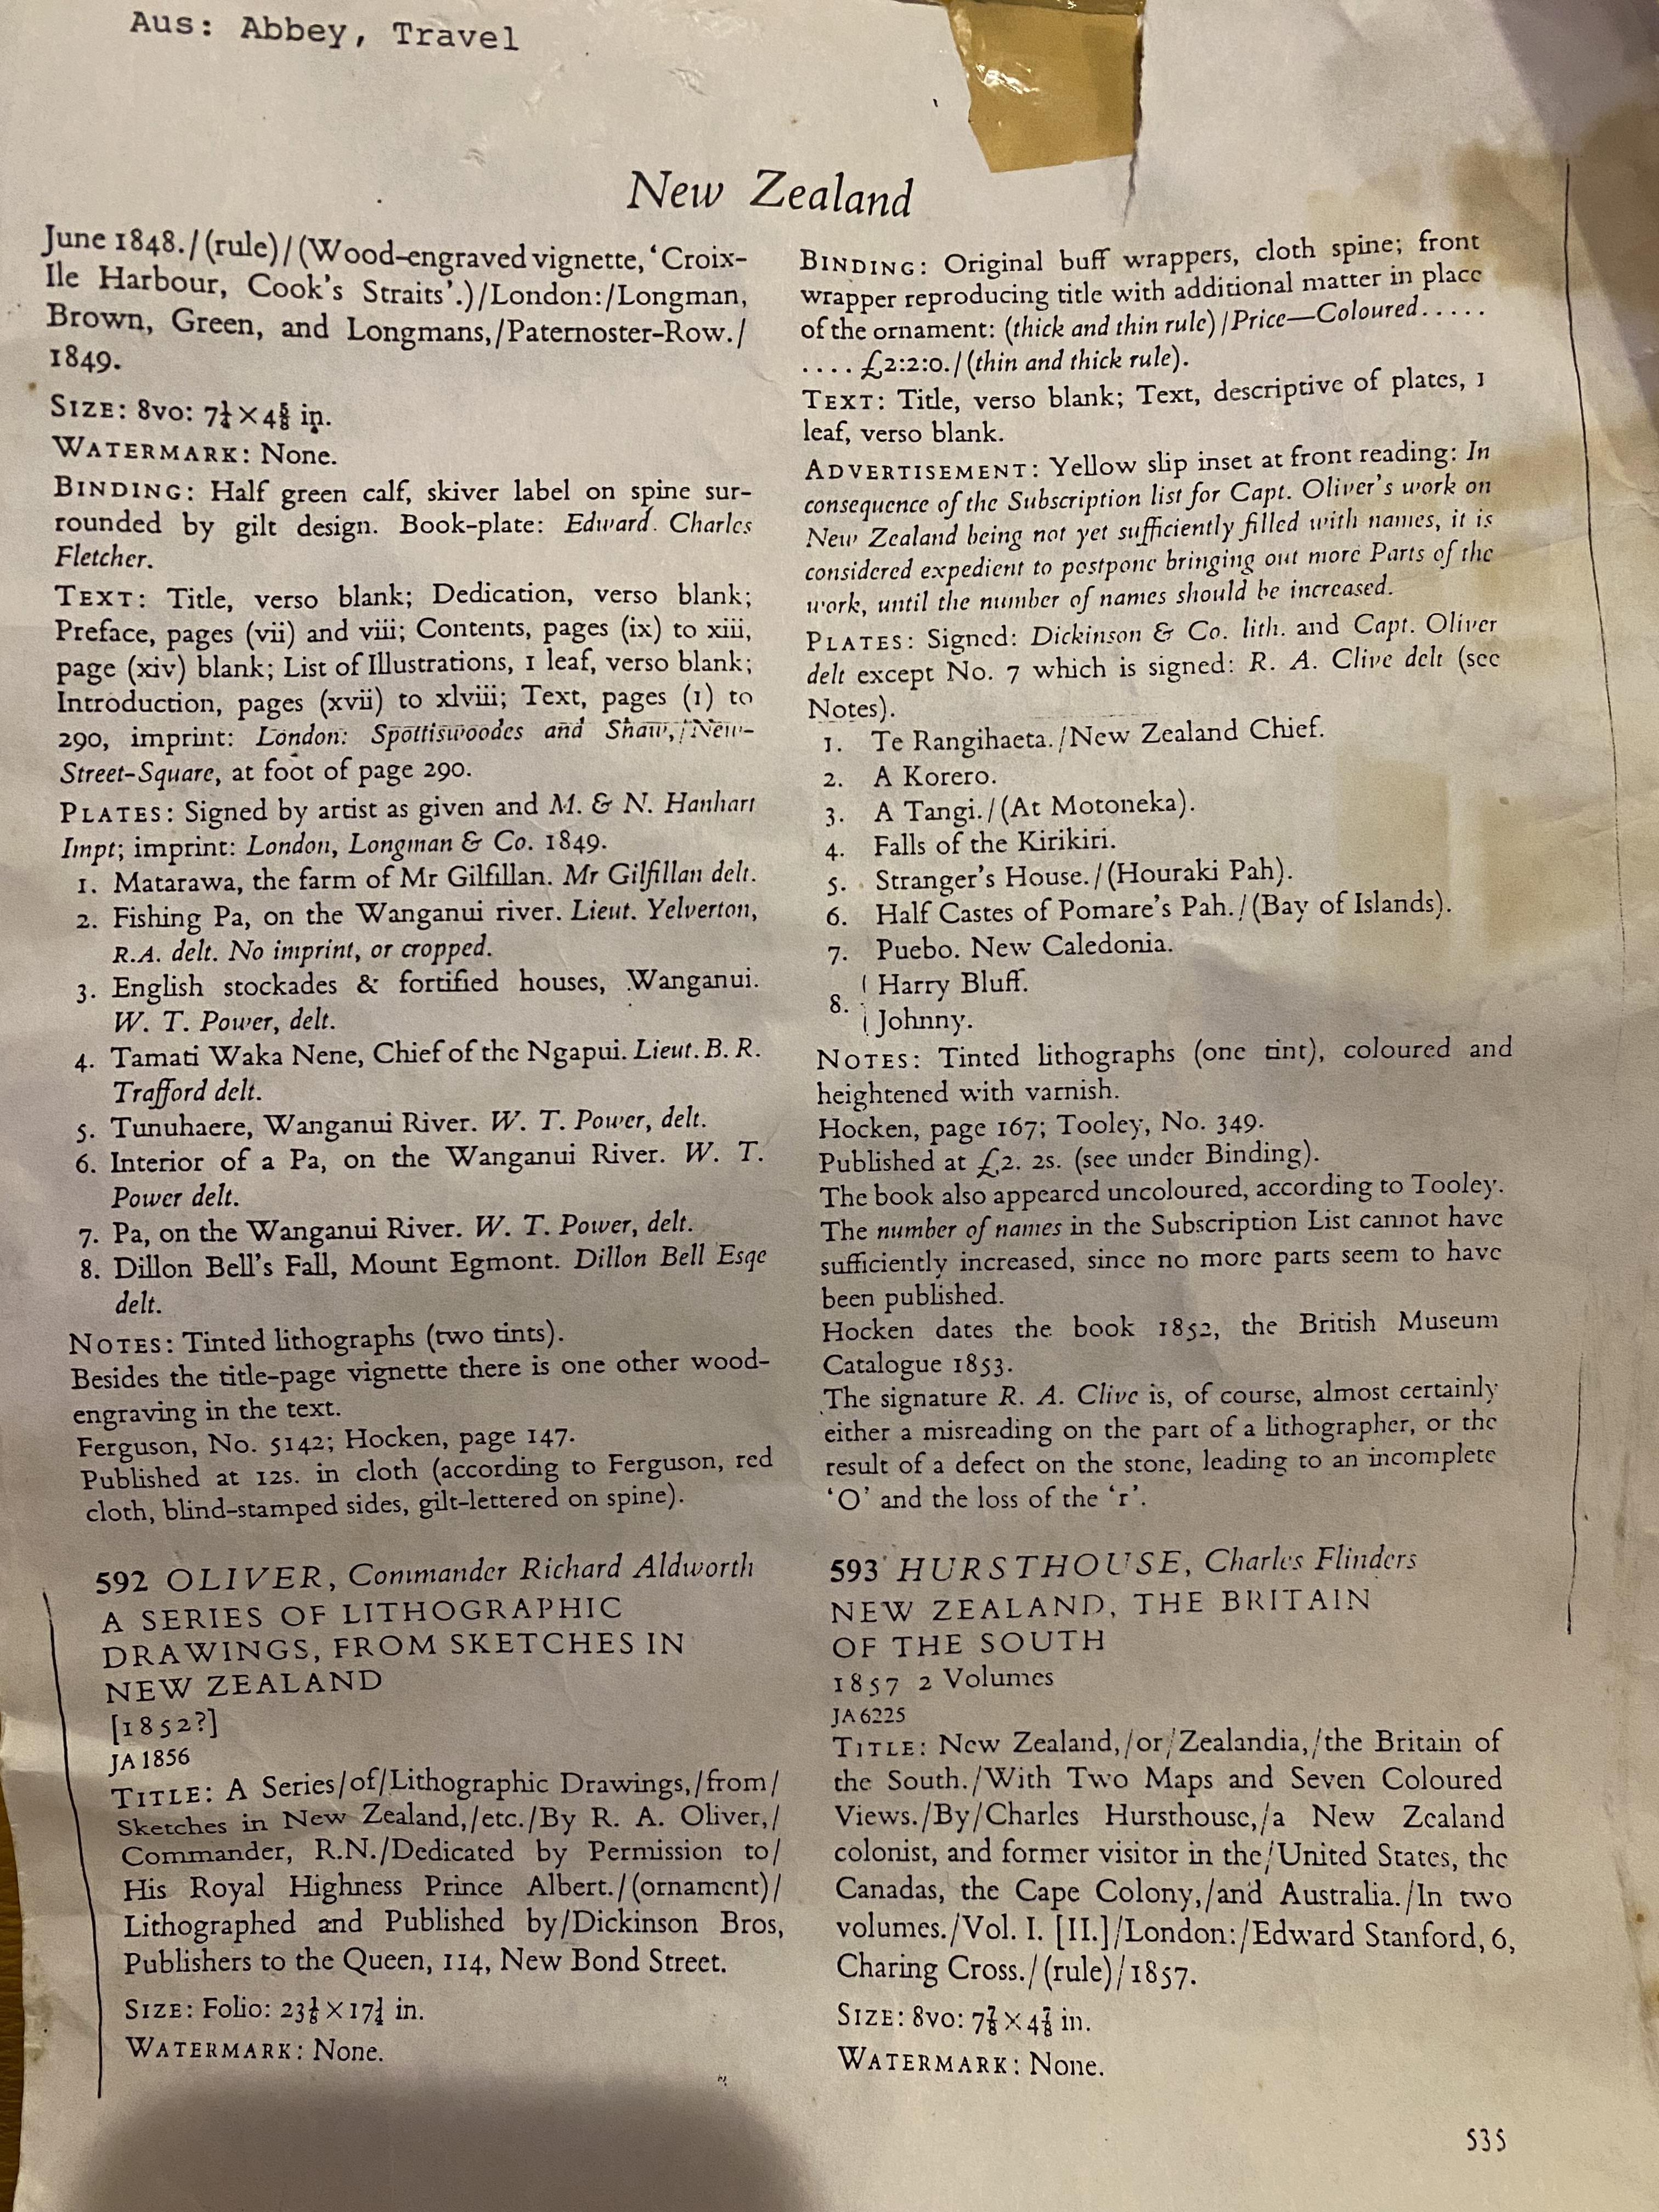 Aus: Abbey, Travel
New Zealand
June 1848./(rule)/(Wood-engraved vignette, ‘Croix-
Ile Harbour, Cook's Straits’.)/London:/Longman,
Brown, Green, and Longmans,/Paternoster-Row./
1849.
SIZE: 8vo: 7¼×4⅝ in.
WATERMARK: None.
BINDING: Half green calf, skiver label on spine sur-
rounded by gilt design. Book-plate: Edward Charles
Fletcher.
TEXT: Title, verso blank; Dedication, verso blank;
Preface, pages (vii) and viii; Contents, pages (ix) to xiii,
page (xiv) blank; List of Illustrations, 1 leaf, verso blank;
Introduction, pages (xvii) to xlviii; Text, pages (1) to
290, imprint: London: Spottiswoodes and Shaw,/New-
Street-Square, at foot of page 290.
PLATES: Signed by artist as given and M. & N. Hanhart
Impt; imprint: London, Longman & Co. 1849.
1. Matarawa, the farm of Mr Gilfillan. Mr Gilfillan delt.
2. Fishing Pa, on the Wanganui river. Lieut. Yelverton,
R.A. delt. No imprint, or cropped.
3. English stockades & fortified houses, Wanganui.
W. T. Power, delt.
4. Tamati Waka Nene, Chief of the Ngapui. Lieut. B. R.
Trafford delt.
5. Tunuhaere, Wanganui River. W. T. Power, delt.
6. Interior of a Pa, on the Wanganui River. W. T.
Power delt.
7. Pa, on the Wanganui River. W. T. Power, delt.
8. Dillon Bell's Fall, Mount Egmont. Dillon Bell Esqe
delt.
NOTES: Tinted lithographs (two tints).
Besides the title-page vignette there is one other wood-
engraving in the text.
Ferguson, No. 5142; Hocken, page 147.
Published at 12s. in cloth (according to Ferguson, red
cloth, blind-stamped sides, gilt-lettered on spine).
592 OLIVER, Commander Richard Aldworth
A SERIES OF LITHOGRAPHIC
DRAWINGS, FROM SKETCHES IN
NEW ZEALAND
[1852?]
JA 1856
TITLE: A Series/of/Lithographic Drawings,/from/
Sketches in New Zealand,/etc./By R. A. Oliver,/
Commander, R.N./Dedicated by Permission to/
His Royal Highness Prince Albert./(ornament)/
Lithographed and Published by/Dickinson Bros,
Publishers to the Queen, 114, New Bond Street.
SIZE: Folio: 23⅛×17¾ in.
WATERMARK: None.
BINDING: Original buff wrappers, cloth spine; front
wrapper reproducing title with additional matter in place
of the ornament: (thick and thin rule)/Price—Coloured.....
.... £2:2:0./(thin and thick rule).
TEXT: Title, verso blank; Text, descriptive of plates, 1
leaf, verso blank.
ADVERTISEMENT: Yellow slip inset at front reading: In
consequence of the Subscription list for Capt. Oliver's work on
New Zealand being not yet sufficiently filled with names, it is
considered expedient to postpone bringing out more Parts of the
work, until the number of names should be increased.
PLATES: Signed: Dickinson & Co. lith. and Capt. Oliver
delt except No. 7 which is signed: R. A. Clive delt (see
Notes).
1. Te Rangihaeta./New Zealand Chief.
2. A Korero.
3. A Tangi./(At Motoneka).
4. Falls of the Kirikiri.
5. Stranger's House./(Houraki Pah).
6. Half Castes of Pomare's Pah./(Bay of Islands).
7. Puebo. New Caledonia.
8. Harry Bluff.
Johnny.
NOTES: Tinted lithographs (one tint), coloured and
heightened with varnish.
Hocken, page 167; Tooley, No. 349.
Published at £2. 2s. (see under Binding).
The book also appeared uncoloured, according to Tooley.
The number of names in the Subscription List cannot have
sufficiently increased, since no more parts seem to have
been published.
Hocken dates the book 1852, the British Museum
Catalogue 1853.
The signature R. A. Clive is, of course, almost certainly
either a misreading on the part of a lithographer, or the
result of a defect on the stone, leading to an incomplete
‘O’ and the loss of the ‘r’.
593 HURSTHOUSE, Charles Flinders
NEW ZEALAND, THE BRITAIN
OF THE SOUTH
1857 2 Volumes
JA 6225
TITLE: New Zealand,/or/Zealandia,/the Britain of
the South./With Two Maps and Seven Coloured
Views./By/Charles Hursthouse,/a New Zealand
colonist, and former visitor in the/United States, the
Canadas, the Cape Colony,/and Australia./In two
volumes./Vol. I. [II.]/London:/Edward Stanford, 6,
Charing Cross./(rule)/1857.
SIZE: 8vo: 7⅞×4⅞ in.
WATERMARK: None.
535